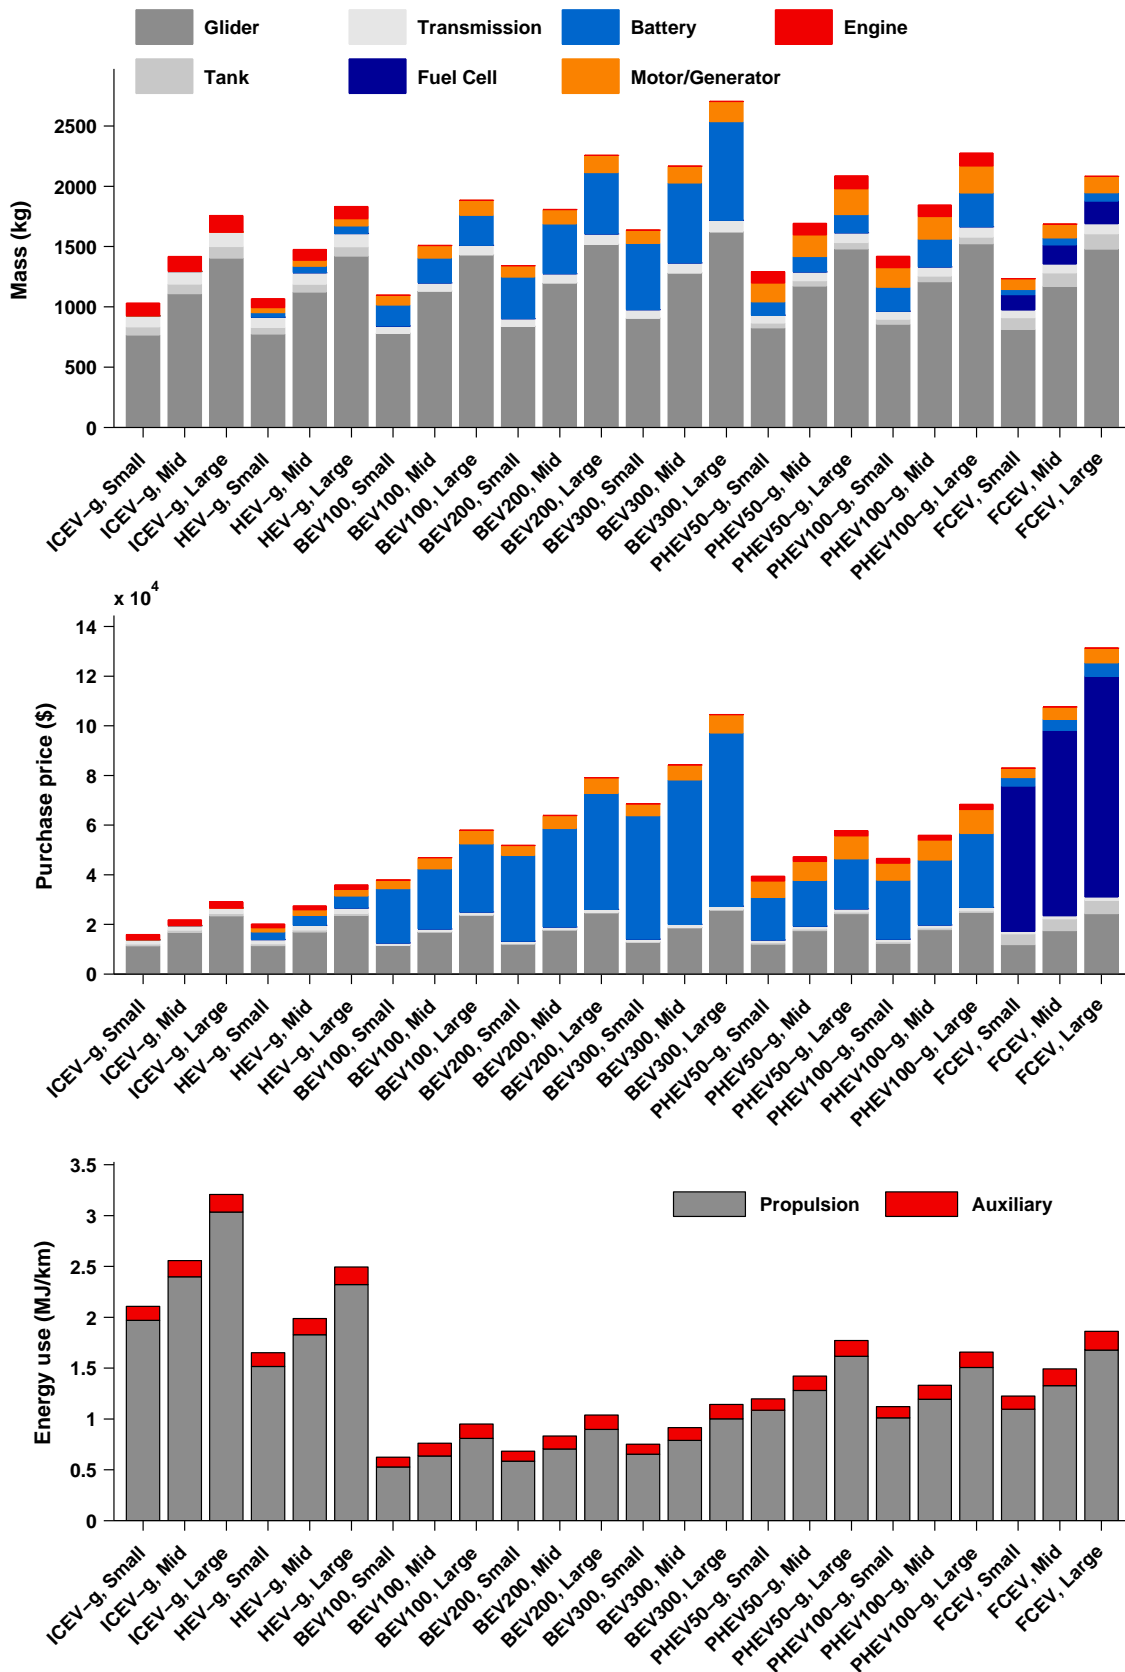 Glider Transmission Battery Engine
Tank Fuel Cell Motor/Generator
Mass (kg)
2500
2000
1500
1000
500
0
ICEV−g, Small
ICEV−g, Mid
ICEV−g, Large
HEV−g, Small
HEV−g, Mid
HEV−g, Large
BEV100, Small
BEV100, Mid
BEV100, Large
BEV200, Small
BEV200, Mid
BEV200, Large
BEV300, Small
BEV300, Mid
BEV300, Large
PHEV50−g, Small
PHEV50−g, Mid
PHEV50−g, Large
PHEV100−g, Small
PHEV100−g, Mid
PHEV100−g, Large
FCEV, Small
FCEV, Mid
FCEV, Large
x 10^4
Purchase price ($)
14
12
10
8
6
4
2
0
ICEV−g, Small
ICEV−g, Mid
ICEV−g, Large
HEV−g, Small
HEV−g, Mid
HEV−g, Large
BEV100, Small
BEV100, Mid
BEV100, Large
BEV200, Small
BEV200, Mid
BEV200, Large
BEV300, Small
BEV300, Mid
BEV300, Large
PHEV50−g, Small
PHEV50−g, Mid
PHEV50−g, Large
PHEV100−g, Small
PHEV100−g, Mid
PHEV100−g, Large
FCEV, Small
FCEV, Mid
FCEV, Large
Energy use (MJ/km)
3.5
3
2.5
2
1.5
1
0.5
0
Propulsion Auxiliary
ICEV−g, Small
ICEV−g, Mid
ICEV−g, Large
HEV−g, Small
HEV−g, Mid
HEV−g, Large
BEV100, Small
BEV100, Mid
BEV100, Large
BEV200, Small
BEV200, Mid
BEV200, Large
BEV300, Small
BEV300, Mid
BEV300, Large
PHEV50−g, Small
PHEV50−g, Mid
PHEV50−g, Large
PHEV100−g, Small
PHEV100−g, Mid
PHEV100−g, Large
FCEV, Small
FCEV, Mid
FCEV, Large